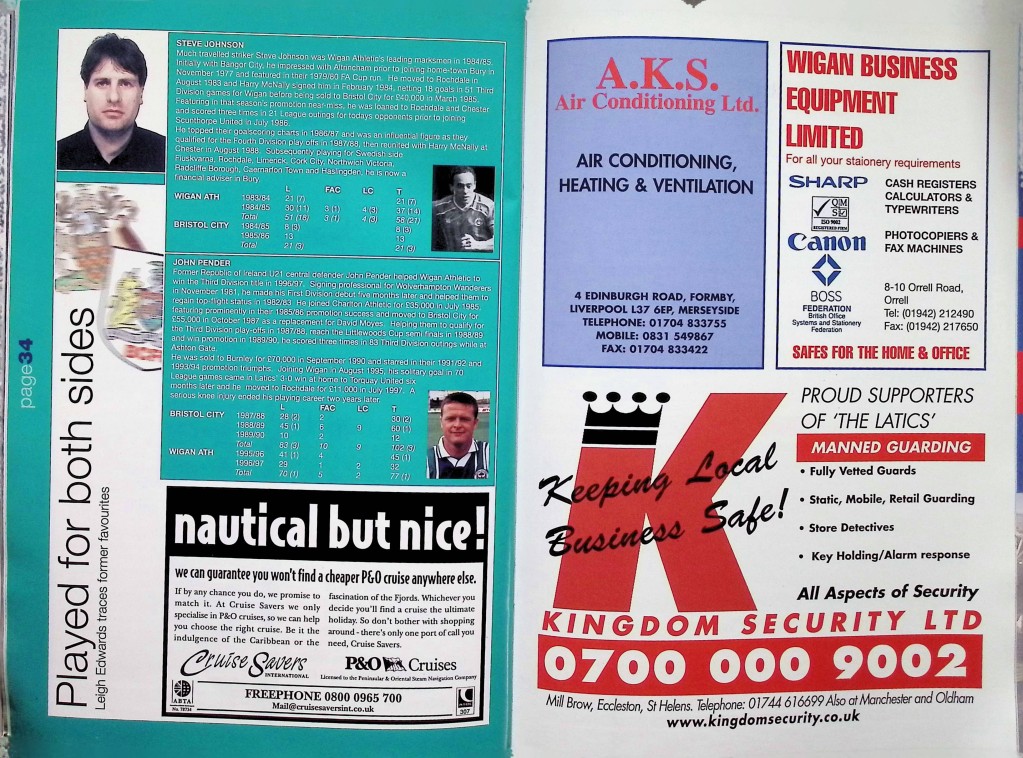 page34
Played for both sides
Leigh Edwards traces former favourites
STEVE JOHNSON
Much travelled striker Steve Johnson was Wigan Athletic's leading marksmen in 1984/85.
Initially with Bangor City, he impressed with Altrincham prior to joining home-town Bury in
November 1977 and featured in their 1979/80 FA Cup run. He moved to Rochdale in
August 1983 and Harry McNally signed him in February 1984, netting 18 goals in 51 Third
Division games for Wigan before being sold to Bristol City for £40,000 in March 1985.
Featuring in that season's promotion near-miss, he was loaned to Rochdale and Chester
and scored three times in 21 League outings for todays opponents prior to joining
Scunthorpe United in July 1986.
He topped their goalscoring charts in 1986/87 and was an influential figure as they
qualified for the Fourth Division play offs in 1987/88, then reunited with Harry McNally at
Chester in August 1988. Subsequently playing for Swedish side
Fluskvarna, Rochdale, Limerick, Cork City, Northwich Victoria,
Radcliffe Borough, Caernarfon Town and Haslingden, he is now a
financial adviser in Bury.
L FAC LC T
WIGAN ATH 1983/84 21 (7) 21 (7)
1984/85 30 (11) 3 (1) 4 (3) 37 (14)
Total 51 (18) 3 (1) 4 (3) 58 (21)
BRISTOL CITY 1984/85 8 (3) 8 (3)
1985/86 13 13
Total 21 (3) 21 (3)
JOHN PENDER
Former Republic of Ireland U21 central defender John Pender helped Wigan Athletic to
win the Third Division title in 1996/97. Signing professional for Wolverhampton Wanderers
in November 1981, he made his First Division debut five months later and helped them to
regain top-flight status in 1982/83. He joined Charlton Athletic for £35,000 in July 1985,
featuring prominently in their 1985/86 promotion success and moved to Bristol City for
£55,000 in October 1987 as a replacement for David Moyes. Helping them to qualify for
the Third Division play-offs in 1987/88, reach the Littlewoods Cup semi finals in 1988/89
and win promotion in 1989/90, he scored three times in 83 Third Division outings while at
Ashton Gate.
He was sold to Burnley for £70,000 in September 1990 and starred in their 1991/92 and
1993/94 promotion triumphs. Joining Wigan in August 1995, his solitary goal in 70
League games came in Latics' 3-0 win at home to Torquay United six
months later and he moved to Rochdale for £11,000 in July 1997. A
serious knee injury ended his playing career two years later.
L FAC LC T
BRISTOL CITY 1987/88 28 (2) 2 30 (2)
1988/89 45 (1) 6 9 60 (1)
1989/90 10 2 12
Total 83 (3) 10 9 102 (3)
WIGAN ATH 1995/96 41 (1) 4 45 (1)
1996/97 29 1 2 32
Total 70 (1) 5 2 77 (1)
nautical but nice!
we can guarantee you won't find a cheaper P&O cruise anywhere else.
If by any chance you do, we promise to
match it. At Cruise Savers we only
specialise in P&O cruises, so we can help
you choose the right cruise. Be it the
indulgence of the Caribbean or the
fascination of the Fjords. Whichever you
decide you'll find a cruise the ultimate
holiday. So don't bother with shopping
around - there's only one port of call you
need, Cruise Savers.
Cruise Savers
INTERNATIONAL
P&O Cruises
Licensed to the Peninsular & Oriental Steam Navigation Company
ABTA
FREEPHONE 0800 0965 700
Mail@cruisesaversint.co.uk
307
A.K.S.
Air Conditioning Ltd.
AIR CONDITIONING,
HEATING & VENTILATION
4 EDINBURGH ROAD, FORMBY,
LIVERPOOL L37 6EP, MERSEYSIDE
TELEPHONE: 01704 833755
MOBILE: 0831 549867
FAX: 01704 833422
WIGAN BUSINESS
EQUIPMENT
LIMITED
For all your staionery requirements
SHARP
CASH REGISTERS
CALCULATORS &
TYPEWRITERS
ISO 9002
REGISTERED FIRM
Canon
PHOTOCOPIERS &
FAX MACHINES
BOSS
FEDERATION
British Office
Systems and Stationery
Federation
8-10 Orrell Road,
Orrell
Tel: (01942) 212490
Fax: (01942) 217650
SAFES FOR THE HOME & OFFICE
K
Keeping Local
Business Safe!
PROUD SUPPORTERS
OF 'THE LATICS'
MANNED GUARDING
• Fully Vetted Guards
• Static, Mobile, Retail Guarding
• Store Detectives
• Key Holding/Alarm response
All Aspects of Security
KINGDOM SECURITY LTD
0700 000 9002
Mill Brow, Eccleston, St Helens. Telephone: 01744 616699 Also at Manchester and Oldham
www.kingdomsecurity.co.uk